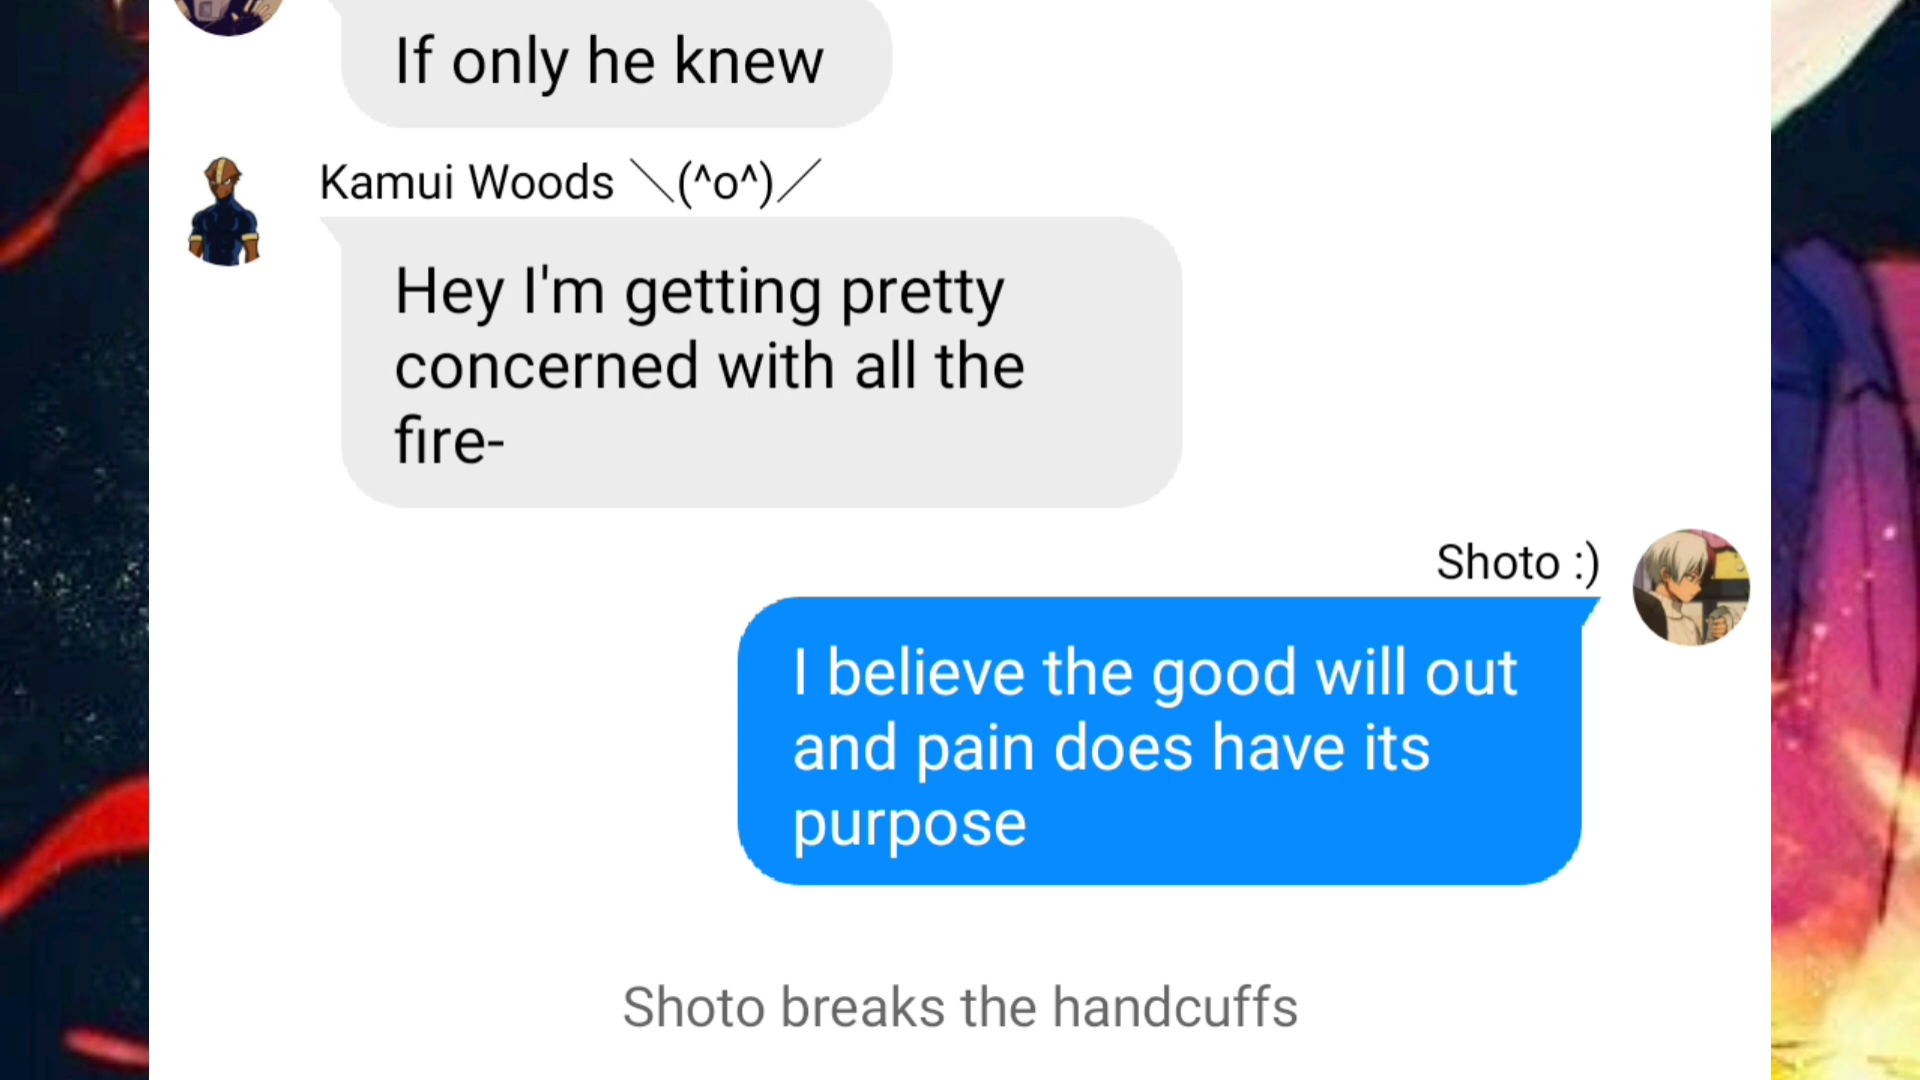 If only he knew
Kamui Woods ＼(^o^)／
Hey I'm getting pretty
concerned with all the
fire-
Shoto :)
I believe the good will out
and pain does have its
purpose
Shoto breaks the handcuffs